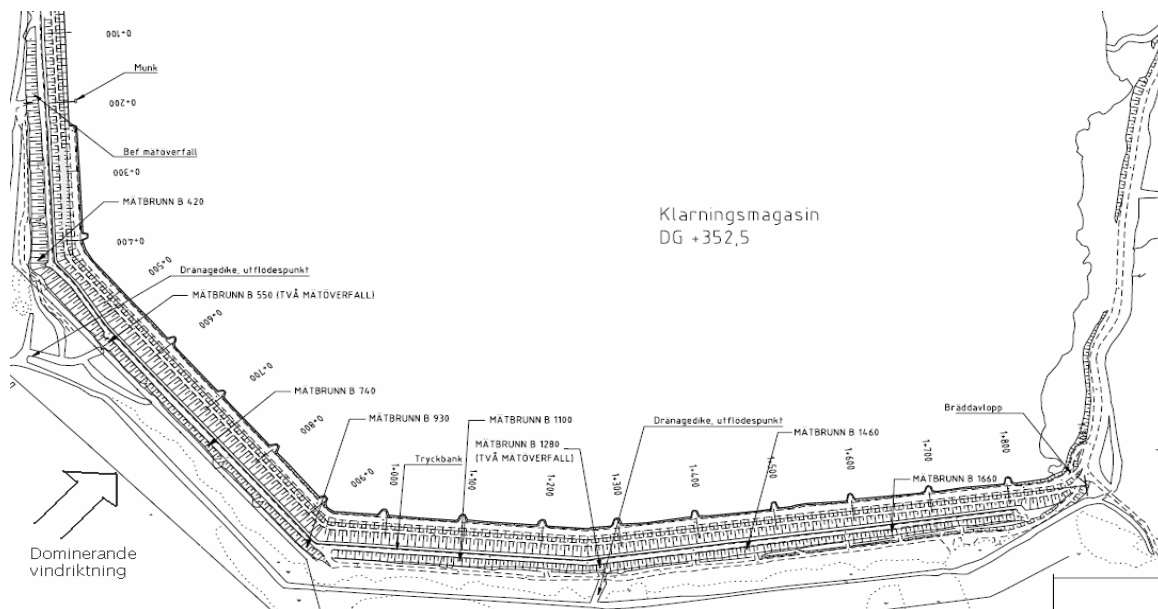 0+100
Munk
0+200
Bef mätöverfall
0+300
MÄTBRUNN B 420
0+400
0+500
Dränagedike, utflödespunkt
MÄTBRUNN B 550 (TVÅ MÄTÖVERFALL)
0+600
Klarningsmagasin
DG +352,5
0+700
MÄTBRUNN B 740
0+800
MÄTBRUNN B 930
MÄTBRUNN B 1100
Dränagedike, utflödespunkt
Bräddavlopp
MÄTBRUNN B 1280
(TVÅ MÄTÖVERFALL)
MÄTBRUNN B 1460
Tryckbank
MÄTBRUNN B 1660
0+900
1+000
1+100
1+200
1+300
1+400
1+500
1+600
1+700
1+800
Dominerande
vindriktning